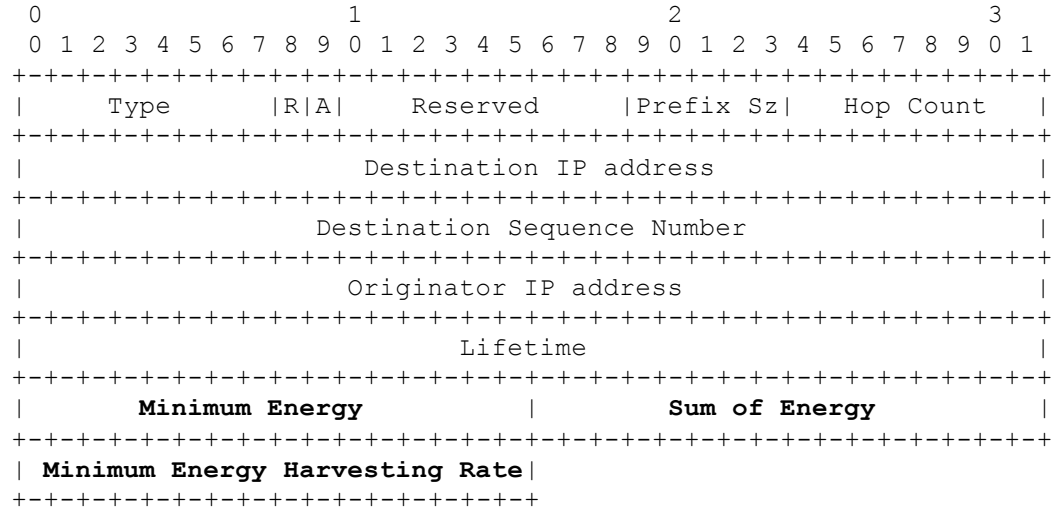 0                   1                   2                   3
0 1 2 3 4 5 6 7 8 9 0 1 2 3 4 5 6 7 8 9 0 1 2 3 4 5 6 7 8 9 0 1
+-+-+-+-+-+-+-+-+-+-+-+-+-+-+-+-+-+-+-+-+-+-+-+-+-+-+-+-+-+-+-+-+
|     Type      |R|A|    Reserved     |Prefix Sz|   Hop Count   |
+-+-+-+-+-+-+-+-+-+-+-+-+-+-+-+-+-+-+-+-+-+-+-+-+-+-+-+-+-+-+-+-+
|                     Destination IP address                    |
+-+-+-+-+-+-+-+-+-+-+-+-+-+-+-+-+-+-+-+-+-+-+-+-+-+-+-+-+-+-+-+-+
|                  Destination Sequence Number                  |
+-+-+-+-+-+-+-+-+-+-+-+-+-+-+-+-+-+-+-+-+-+-+-+-+-+-+-+-+-+-+-+-+
|                    Originator IP address                      |
+-+-+-+-+-+-+-+-+-+-+-+-+-+-+-+-+-+-+-+-+-+-+-+-+-+-+-+-+-+-+-+-+
|                           Lifetime                            |
+-+-+-+-+-+-+-+-+-+-+-+-+-+-+-+-+-+-+-+-+-+-+-+-+-+-+-+-+-+-+-+-+
|       Minimum Energy          |        Sum of Energy          |
+-+-+-+-+-+-+-+-+-+-+-+-+-+-+-+-+-+-+-+-+-+-+-+-+-+-+-+-+-+-+-+-+
| Minimum Energy Harvesting Rate|
+-+-+-+-+-+-+-+-+-+-+-+-+-+-+-+-+